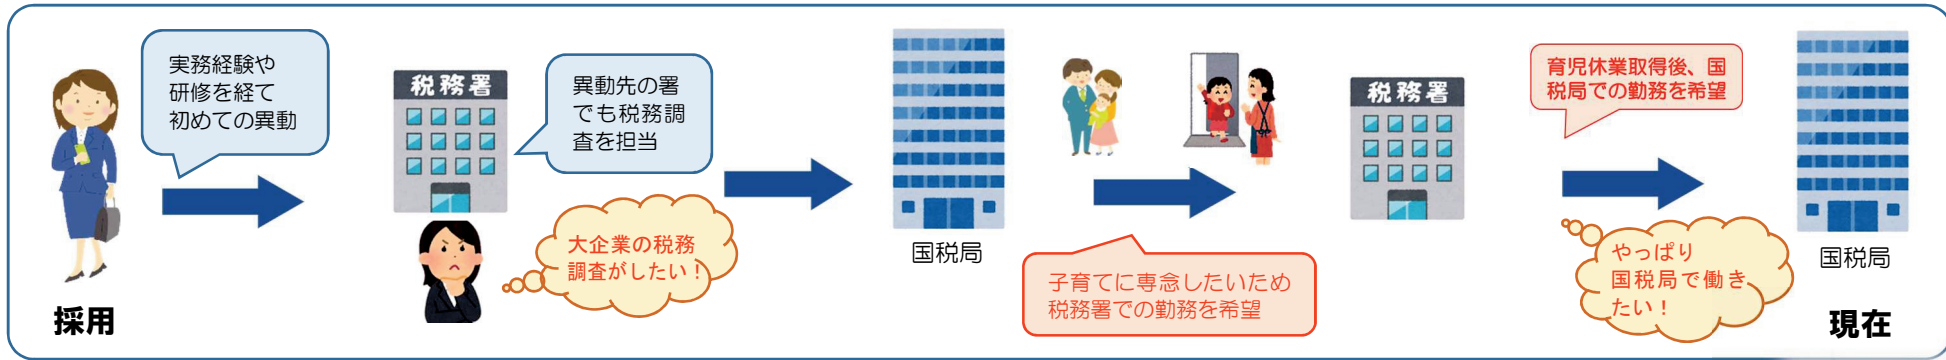 実務経験や
研修を経て
初めての異動
税務署
異動先の署
でも税務調
査を担当
大企業の税務
調査がしたい！
国税局
子育てに専念したいため
税務署での勤務を希望
税務署
育児休業取得後、国
税局での勤務を希望
やっぱり
国税局で働き
たい！
国税局
採用
現在